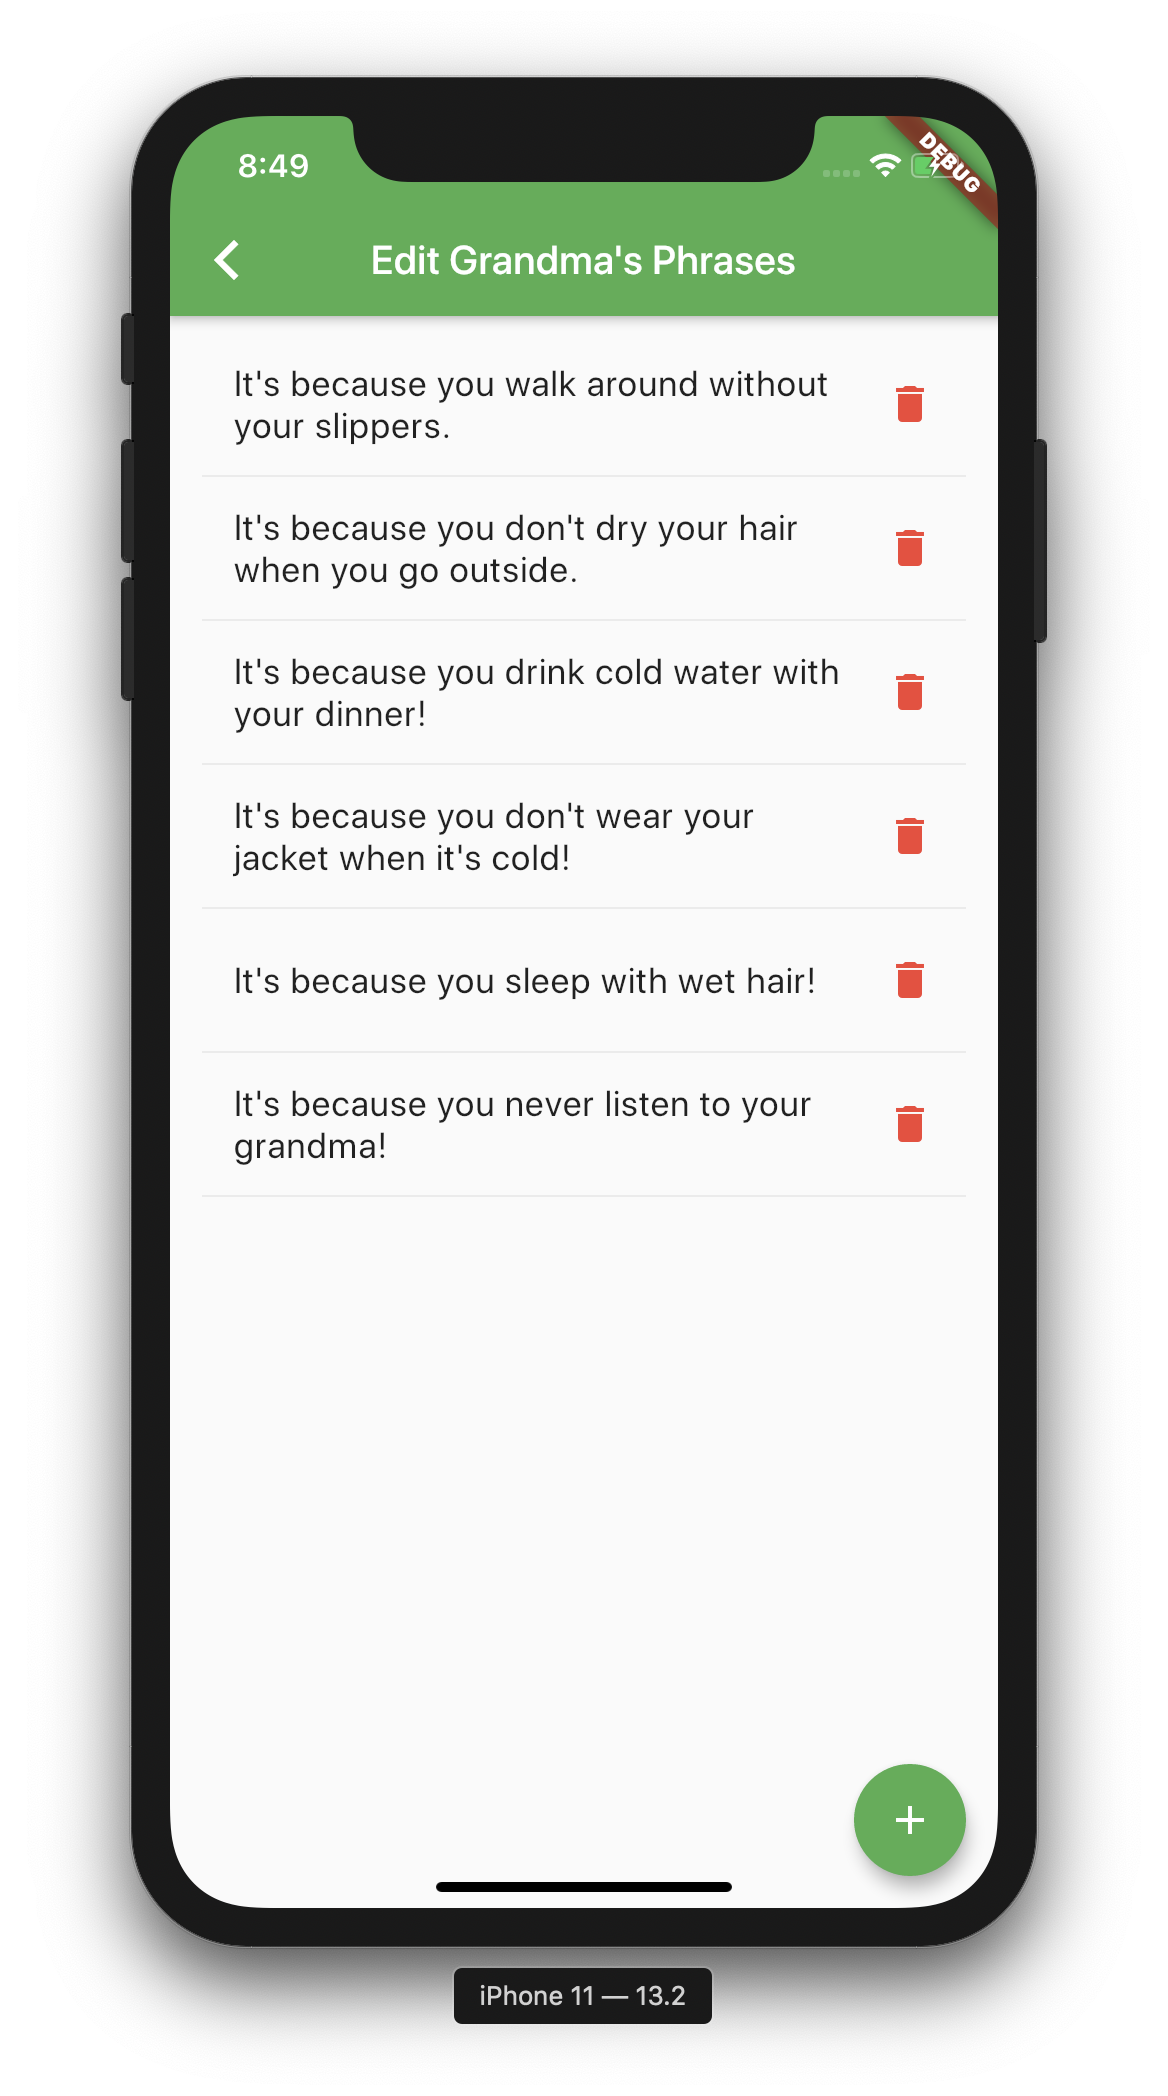 8:49
DEBUG
Edit Grandma's Phrases
It's because you walk around without
your slippers.
It's because you don't dry your hair
when you go outside.
It's because you drink cold water with
your dinner!
It's because you don't wear your
jacket when it's cold!
It's because you sleep with wet hair!
It's because you never listen to your
grandma!
iPhone 11 — 13.2